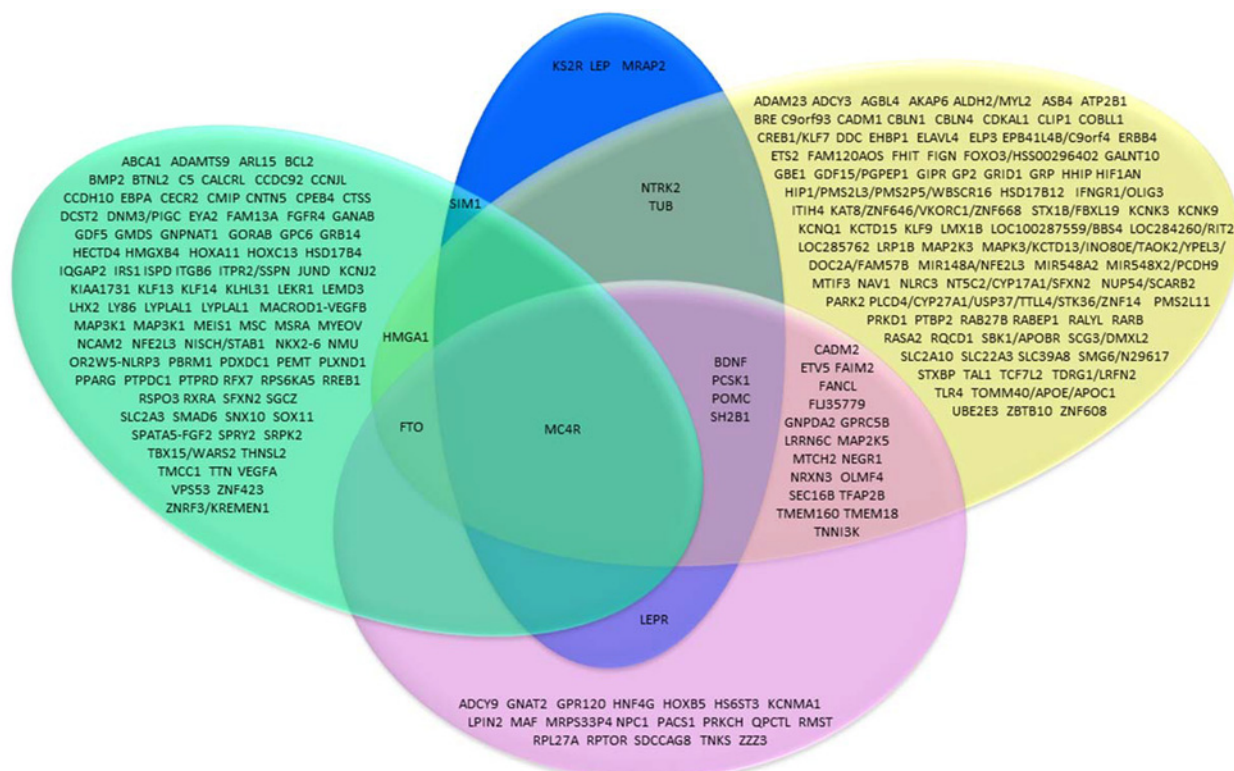 KS2R LEP MRAP2
ADAM23 ADCY3 AGBL4 AKAP6 ALDH2/MYL2 ASB4 ATP2B1
BRE C9orf93 CADM1 CBLN1 CBLN4 CDKAL1 CLIP1 COBLL1
CREB1/KLF7 DDC EHBP1 ELAVL4 ELP3 EPB41L4B/C9orf4 ERBB4
ETS2 FAM120AOS FHIT FIGN FOXO3/HSS00296402 GALNT10
GBE1 GDF15/PGPEP1 GIPR GP2 GRID1 GRP HHIP HIF1AN
HIP1/PMS2L3/PMS2P5/WBSCR16 HSD17B12 IFNGR1/OLIG3
ITIH4 KAT8/ZNF646/VKORC1/ZNF668 STX1B/FBXL19 KCNK3 KCNK9
KCNQ1 KCTD15 KLF9 LMX1B LOC100287559/BBS4 LOC284260/RIT2
LOC285762 LRP1B MAP2K3 MAPK3/KCTD13/INO80E/TAOK2/YPEL3/
DOC2A/FAM57B MIR148A/NFE2L3 MIR548A2 MIR548X2/PCDH9
MTIF3 NAV1 NLRC3 NT5C2/CYP17A1/SFXN2 NUP54/SCARB2
PARK2 PLCD4/CYP27A1/USP37/TTLL4/STK36/ZNF14 PMS2L11
PRKD1 PTBP2 RAB27B RABEP1 RALYL RARB
RASA2 RQCD1 SBK1/APOBR SCG3/DMXL2
SLC2A10 SLC22A3 SLC39A8 SMG6/N29617
STXBP TAL1 TCF7L2 TDRG1/LRFN2
TLR4 TOMM40/APOE/APOC1
UBE2E3 ZBTB10 ZNF608
ABCA1 ADAMTS9 ARL15 BCL2
BMP2 BTNL2 C5 CALCRL CCDC92 CCNJL
CCDH10 EBPA CECR2 CMIP CNTN5 CPEB4 CTSS
DCST2 DNM3/PIGC EYA2 FAM13A FGFR4 GANAB
GDF5 GMDS GNPNAT1 GORAB GPC6 GRB14
HECTD4 HMGXB4 HOXA11 HOXC13 HSD17B4
IQGAP2 IRS1 ISPD ITGB6 ITPR2/SSPN JUND KCNJ2
KIAA1731 KLF13 KLF14 KLHL31 LEKR1 LEMD3
LHX2 LY86 LYPLAL1 LYPLAL1 MACROD1-VEGFB
MAP3K1 MAP3K1 MEIS1 MSC MSRA MYEOV
NCAM2 NFE2L3 NISCH/STAB1 NKX2-6 NMU
OR2W5-NLRP3 PBRM1 PDXDC1 PEMT PLXND1
PPARG PTPDC1 PTPRD RFX7 RPS6KA5 RREB1
RSPO3 RXRA SFXN2 SGCZ
SLC2A3 SMAD6 SNX10 SOX11
SPATA5-FGF2 SPRY2 SRPK2
TBX15/WARS2 THNSL2
TMCC1 TTN VEGFA
VPS53 ZNF423
ZNRF3/KREMEN1
SIM1
NTRK2
TUB
HMGA1
FTO
MC4R
BDNF
PCSK1
POMC
SH2B1
CADM2
ETV5 FAIM2
FANCL
FLJ35779
GNPDA2 GPRC5B
LRRN6C MAP2K5
MTCH2 NEGR1
NRXN3 OLMF4
SEC16B TFAP2B
TMEM160 TMEM18
TNNI3K
LEPR
ADCY9 GNAT2 GPR120 HNF4G HOXB5 HS6ST3 KCNMA1
LPIN2 MAF MRPS33P4 NPC1 PACS1 PRKCH QPCTL RMST
RPL27A RPTOR SDCCAG8 TNKS ZZZ3